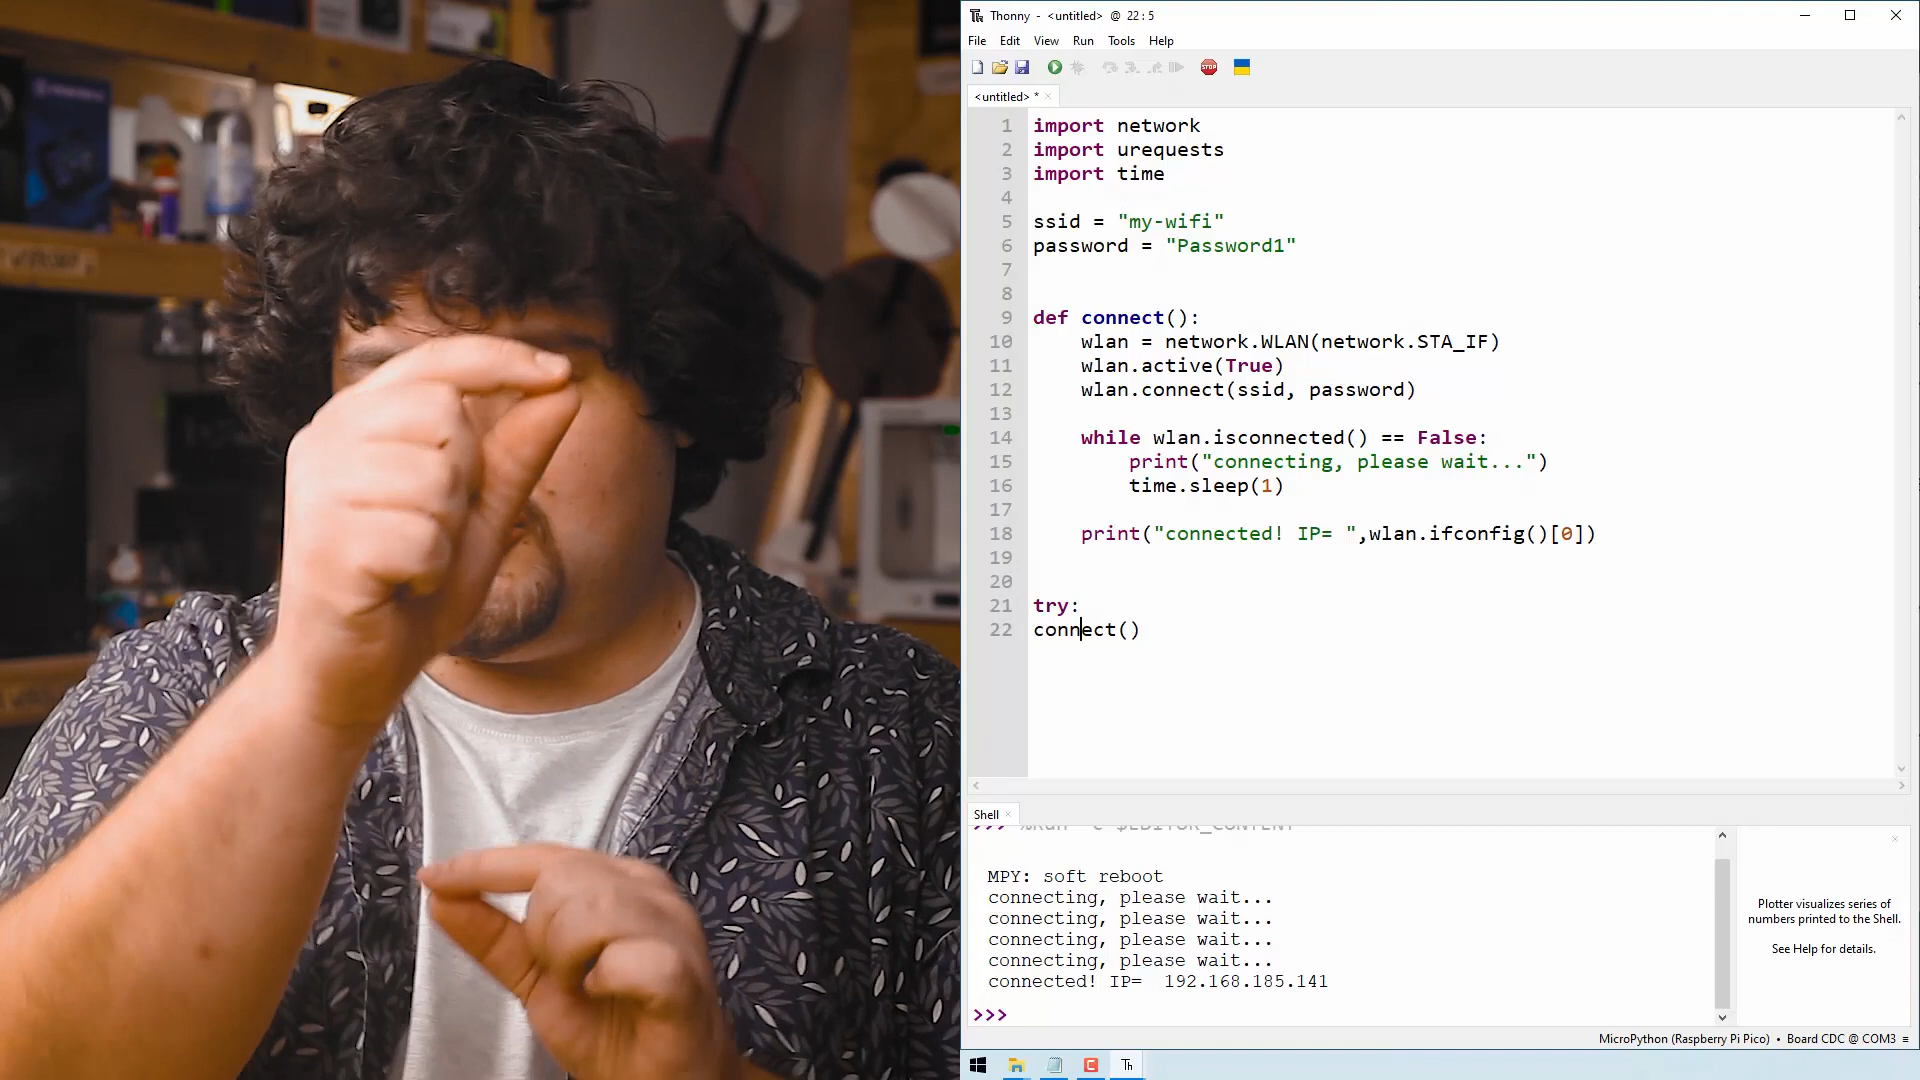 Thonny - <untitled> @ 22 : 5
File Edit View Run Tools Help
STOP
<untitled> * ×
1 import network
2 import urequests
3 import time
4
5 ssid = "my-wifi"
6 password = "Password1"
7
8
9 def connect():
10     wlan = network.WLAN(network.STA_IF)
11     wlan.active(True)
12     wlan.connect(ssid, password)
13
14     while wlan.isconnected() == False:
15         print("connecting, please wait...")
16         time.sleep(1)
17
18     print("connected! IP= ",wlan.ifconfig()[0])
19
20
21 try:
22 connect()
Shell ×
>>> %Run -c $EDITOR_CONTENT
MPY: soft reboot
connecting, please wait...
connecting, please wait...
connecting, please wait...
connecting, please wait...
connected! IP=  192.168.185.141
>>>
Plotter visualizes series of
numbers printed to the Shell.
See Help for details.
MicroPython (Raspberry Pi Pico) • Board CDC @ COM3 ≡
Th